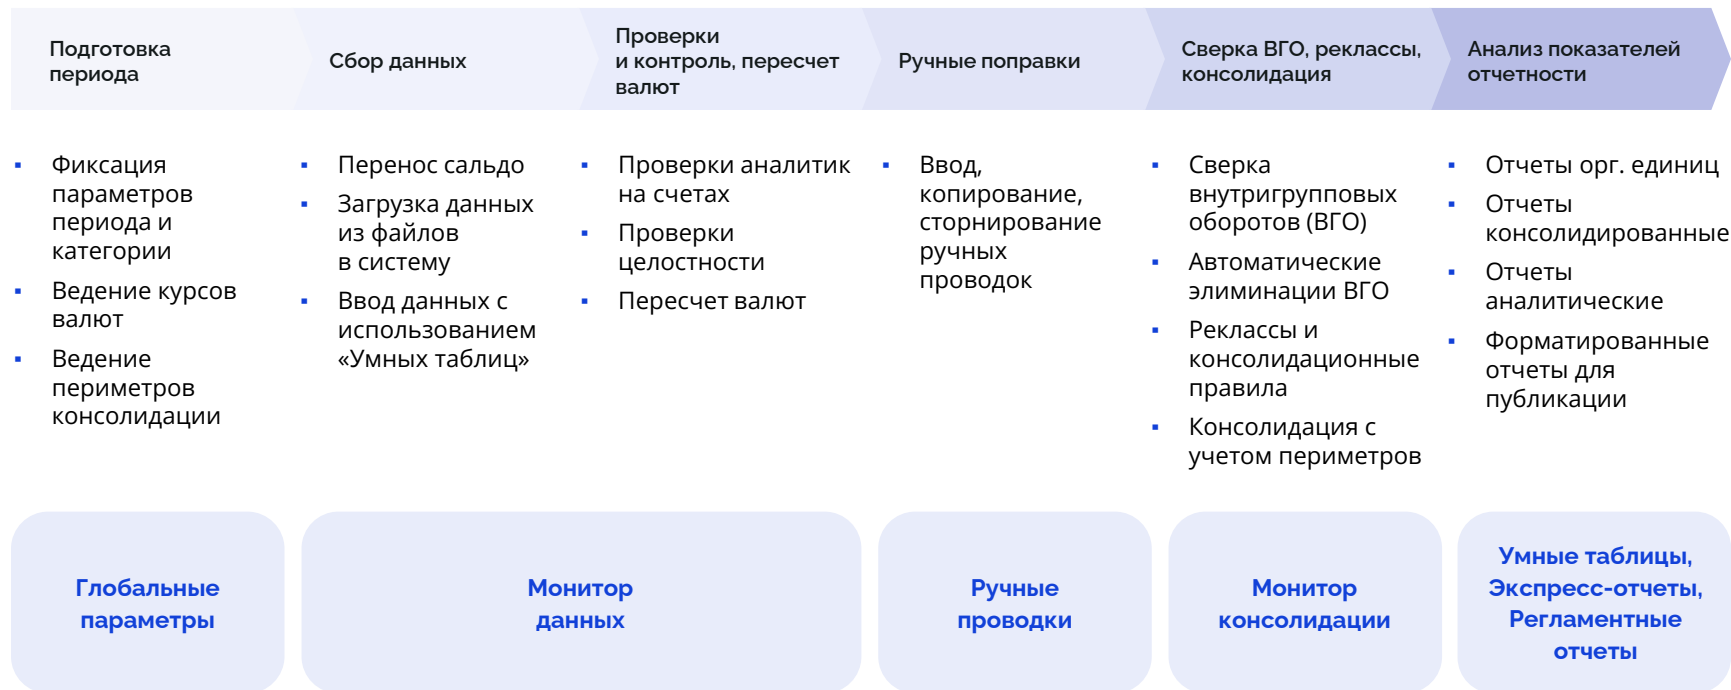 Подготовка
периода
Сбор данных
Проверки
и контроль, пересчет
валют
Ручные поправки
Сверка ВГО, реклассы,
консолидация
Анализ показателей
отчетности
▪ Фиксация
параметров
периода и
категории
▪ Ведение курсов
валют
▪ Ведение
периметров
консолидации
▪ Перенос сальдо
▪ Загрузка данных
из файлов
в систему
▪ Ввод данных с
использованием
«Умных таблиц»
▪ Проверки аналитик
на счетах
▪ Проверки
целостности
▪ Пересчет валют
▪ Ввод,
копирование,
сторнирование
ручных
проводок
▪ Сверка
внутригрупповых
оборотов (ВГО)
▪ Автоматические
элиминации ВГО
▪ Реклассы и
консолидационные
правила
▪ Консолидация с
учетом периметров
▪ Отчеты орг. единиц
▪ Отчеты
консолидированные
▪ Отчеты
аналитические
▪ Форматированные
отчеты для
публикации
Глобальные
параметры
Монитор
данных
Ручные
проводки
Монитор
консолидации
Умные таблицы,
Экспресс-отчеты,
Регламентные
отчеты